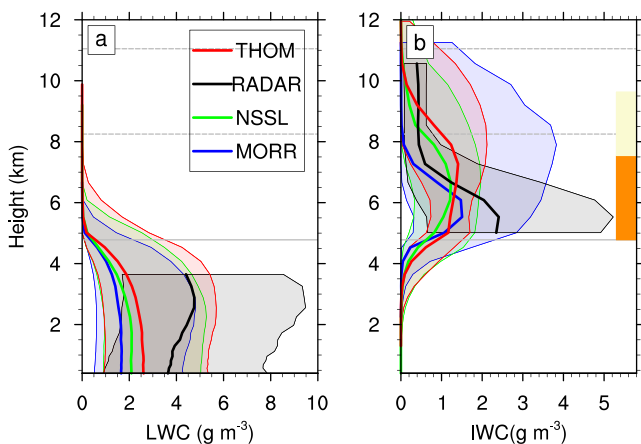 a
b
THOM
RADAR
NSSL
MORR
12
10
8
6
4
2
Height (km)
0 2 4 6 8 10
LWC (g m⁻³)
12
10
8
6
4
2
0 1 2 3 4 5
IWC(g m⁻³)